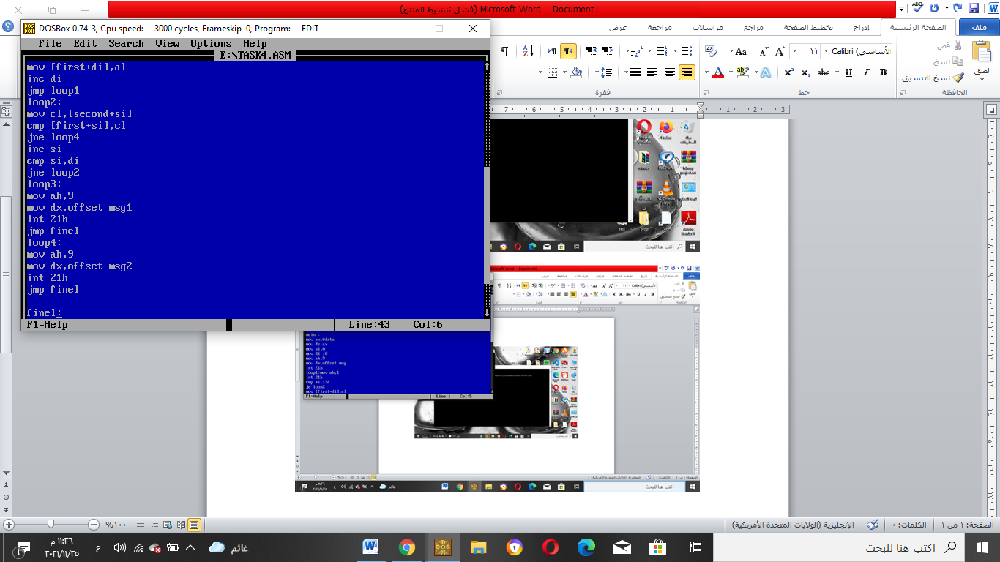 Microsoft Word - Document1 (فشل تنشيط المنتج)
DOSBox 0.74-3, Cpu speed: 3000 cycles, Frameskip 0, Program: EDIT
ملف
الصفحة الرئيسية
إدراج
تخطيط الصفحة
مراجع
مراسلات
مراجعة
عرض
قص
نسخ
نسخ التنسيق
لصق
الحافظة
Calibri (الأساسي)
١١
خط
فقرة
File Edit Search View Options Help
E:\TASK4.ASM
mov [first+di],al
inc di
jmp loop1
loop2:
mov cl,[second+si]
cmp [first+si],cl
jne loop4
inc si
cmp si,di
jne loop2
loop3:
mov ah,9
mov dx,offset msg1
int 21h
jmp finel
loop4:
mov ah,9
mov dx,offset msg2
int 21h
jmp finel
finel:
F1=Help Line:43 Col:6
اكتب هنا للبحث
main :
mov ax,@data
mov ds,ax
mov si,0
mov di ,0
mov ah,9
mov dx,offset msg
int 21h
loop1:mov ah,1
int 21h
cmp al,13d
je loop2
mov [first+di],al
F1=Help Line:1 Col:5
اكتب هنا للبحث
الصفحة: ١ من ١
الكلمات: ٠
الإنجليزية (الولايات المتحدة الأمريكية)
١٠٠%
اكتب هنا للبحث
غائم
ع
١١:٢٦ م
٢٠٢١/١١/٢٥